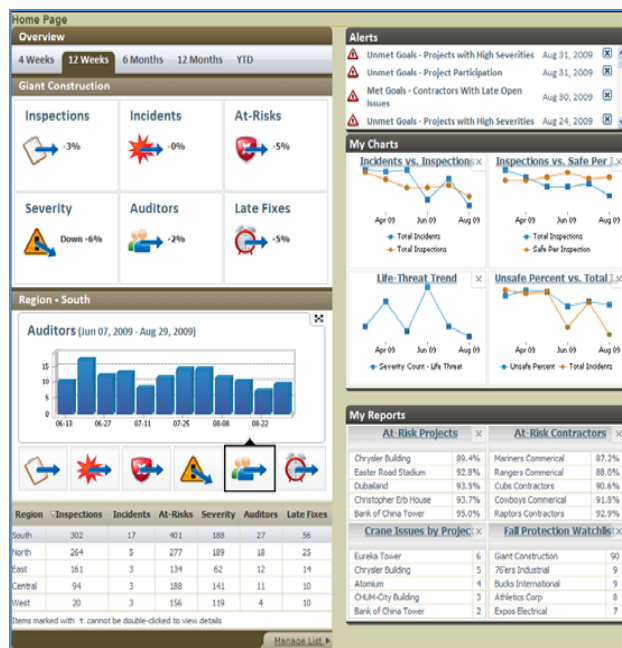 Home Page
Overview
4 Weeks 12 Weeks 6 Months 12 Months YTD
Giant Construction
Inspections Incidents At-Risks
-3% -0% -5%
Severity Auditors Late Fixes
Down -6% -2% -5%
Region - South
Auditors (Jun 07, 2009 - Aug 29, 2009)
15
10
5
0
06-13 06-27 07-11 07-25 08-08 08-22
Region Inspections Incidents At-Risks Severity Auditors Late Fixes
South 302 17 401 188 27 56
North 264 5 277 189 18 25
East 161 3 134 62 12 14
Central 94 3 188 141 11 10
West 20 3 156 119 4 10
Items marked with † cannot be double-clicked to view details
Manage List
Alerts
Unmet Goals - Projects with High Severities Aug 31, 2009
Unmet Goals - Project Participation Aug 31, 2009
Met Goals - Contractors With Late Open
Issues Aug 30, 2009
Unmet Goals - Projects with High Severities Aug 24, 2009
My Charts
Incidents vs. Inspections
Apr 09 Jun 09 Aug 09
Total Incidents
Total Inspections
Inspections vs. Safe Per I
Apr 09 Jun 09 Aug 09
Total Inspections
Safe Per Inspection
Life-Threat Trend
Apr 09 Jun 09 Aug 09
Severity Count - Life Threat
Unsafe Percent vs. Total I
Apr 09 Jun 09 Aug 09
Unsafe Percent Total Incidents
My Reports
At-Risk Projects
Chrysler Building 89.4%
Easter Road Stadium 92.8%
Dubailand 93.5%
Christopher Erb House 93.7%
Bank of China Tower 95.0%
At-Risk Contractors
Mariners Commerical 87.2%
Rangers Commerical 88.0%
Cubs Contractors 90.6%
Cowboys Commerical 91.8%
Raptors Contractors 92.9%
Crane Issues by Project
Eureka Tower 6
Chrysler Building 5
Atomium 4
CHUM-City Building 3
Bank of China Tower 2
Fall Protection Watchlis
Giant Construction 90
76'ers Industrial 9
Bucks International 9
Athletics Corp 8
Expos Electrical 7